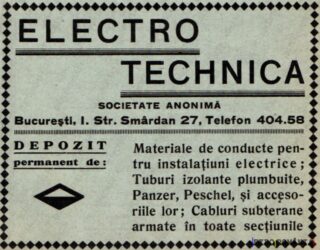 ELECTRO
TECHNICA
SOCIETATE ANONIMĂ
Bucureşti, I. Str. Smârdan 27, Telefon 404.58
DEPOZIT
permanent de:
Materiale de conducte pen-
tru instalaţiuni electrice;
Tuburi izolante plumbuite,
Panzer, Peschel, şi acceso-
riile lor; Cabluri subterane
armate în toate secţiunile